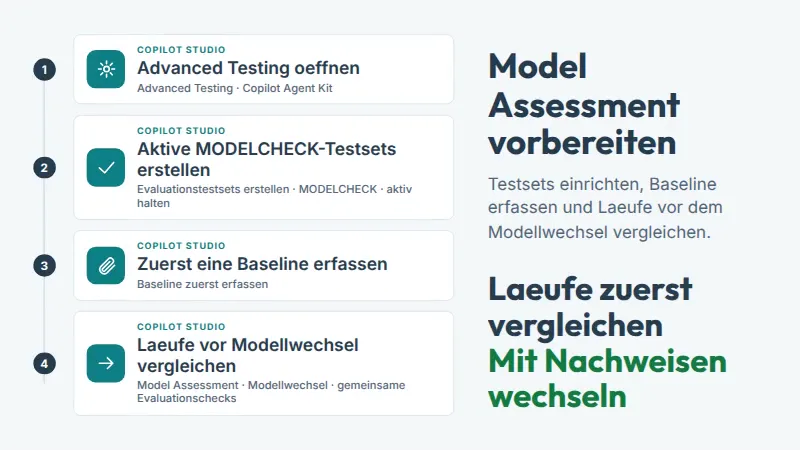 1
COPILOT STUDIO
Advanced Testing oeffnen
Advanced Testing · Copilot Agent Kit
2
COPILOT STUDIO
Aktive MODELCHECK-Testsets
erstellen
Evaluationstestsets erstellen · MODELCHECK · aktiv
halten
3
COPILOT STUDIO
Zuerst eine Baseline erfassen
Baseline zuerst erfassen
4
COPILOT STUDIO
Laeufe vor Modellwechsel
vergleichen
Model Assessment · Modellwechsel · gemeinsame
Evaluationschecks
Model
Assessment
vorbereiten
Testsets einrichten, Baseline
erfassen und Laeufe vor dem
Modellwechsel vergleichen.
Laeufe zuerst
vergleichen
Mit Nachweisen
wechseln